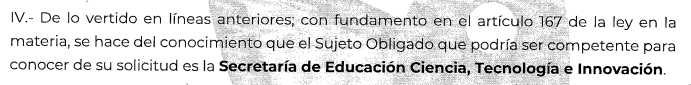 IV.- De lo vertido en líneas anteriores; con fundamento en el artículo 167 de la ley en la
materia, se hace del conocimiento que el Sujeto Obligado que podría ser competente para
conocer de su solicitud es la Secretaría de Educación Ciencia, Tecnología e Innovación.